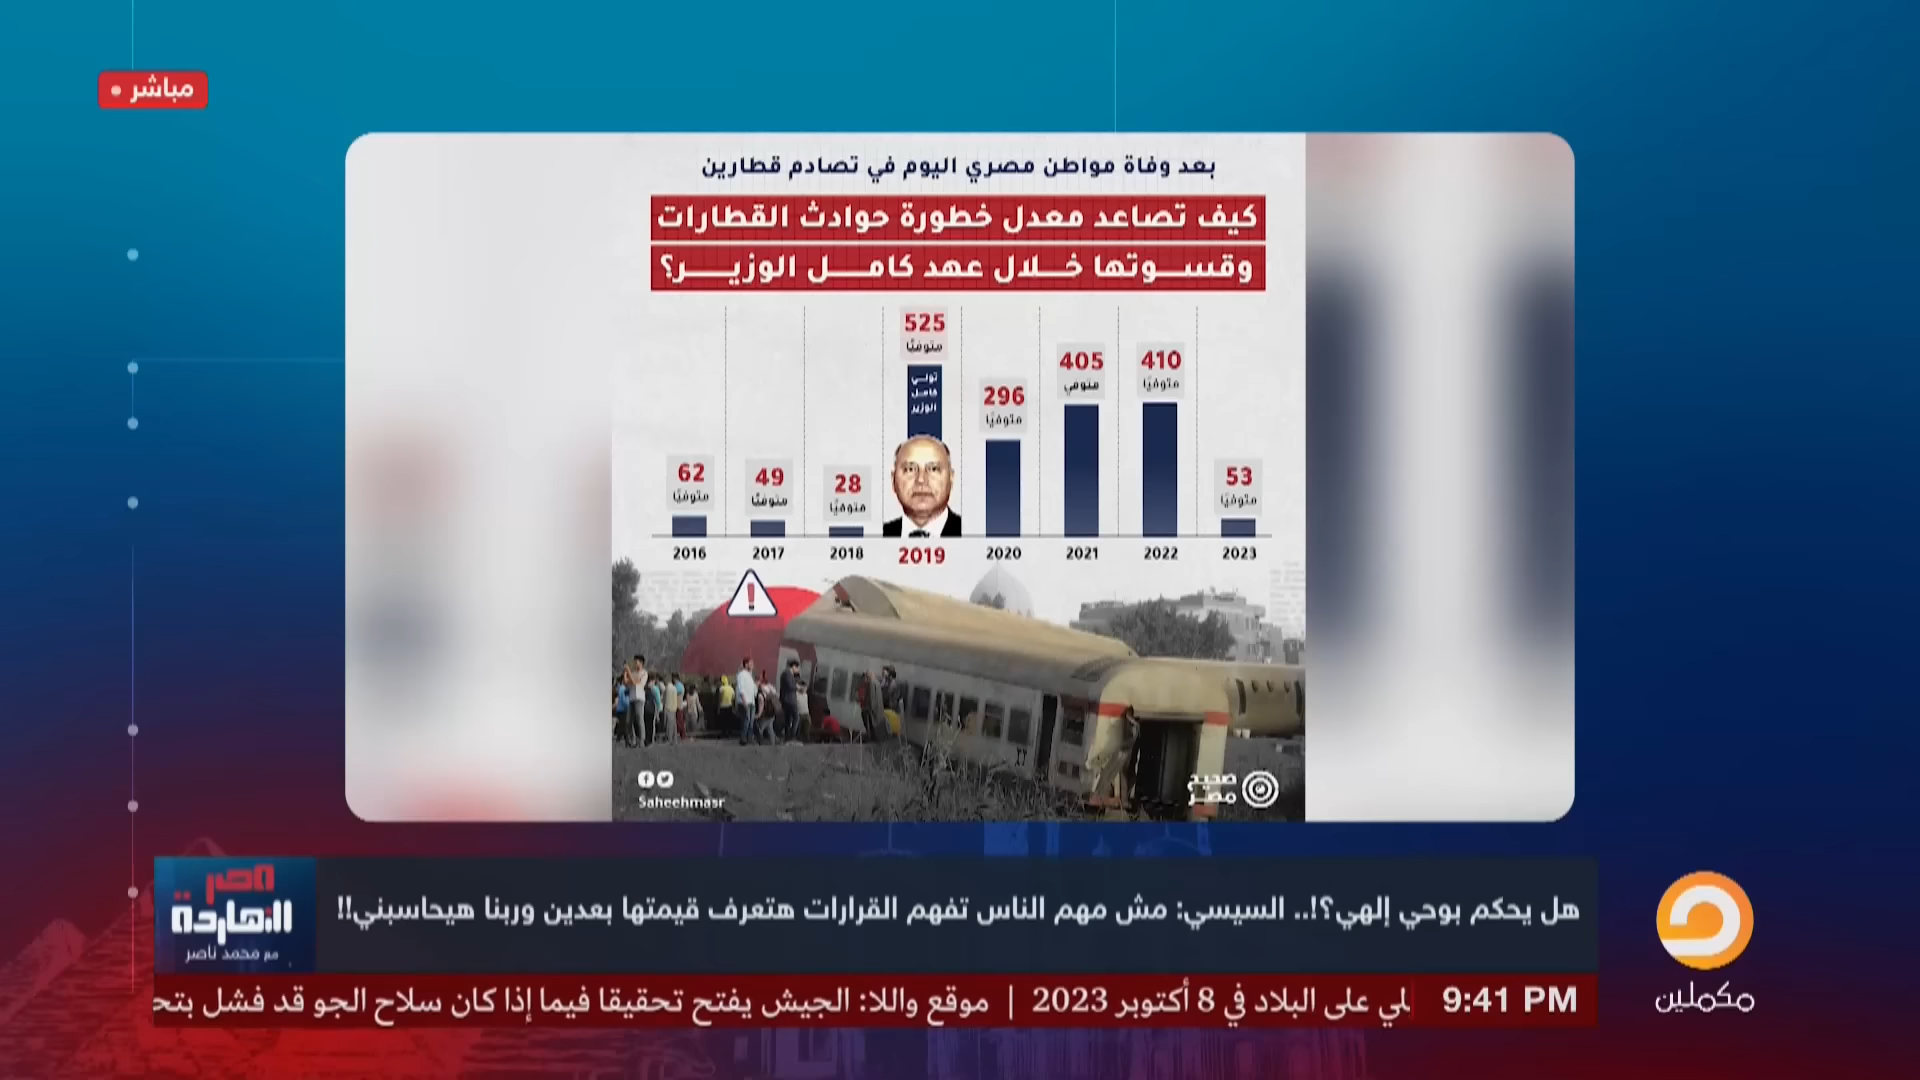 مباشر
بعد وفاة مواطن مصري اليوم في تصادم قطارين
كيف تصاعد معدل خطورة حوادث القطارات
وقسوتها خلال عهد كامل الوزير؟
525
متوفيًا
تولي
كامل
الوزير
410
متوفيًا
405
متوفي
296
متوفيًا
62
متوفيًا
49
متوفيًا
28
متوفيًا
53
متوفيًا
2016 2017 2018 2019 2020 2021 2022 2023
Saheehmasr
صحيح
مصر
مصر
النهاردة
مع محمد ناصر
هل يحكم بوحي إلهي؟!.. السيسي: مش مهم الناس تفهم القرارات هتعرف قيمتها بعدين وربنا هيحاسبني!!
9:41 PM
على البلاد في 8 أكتوبر 2023 | موقع واللا: الجيش يفتح تحقيقا فيما إذا كان سلاح الجو قد فشل
مكملين